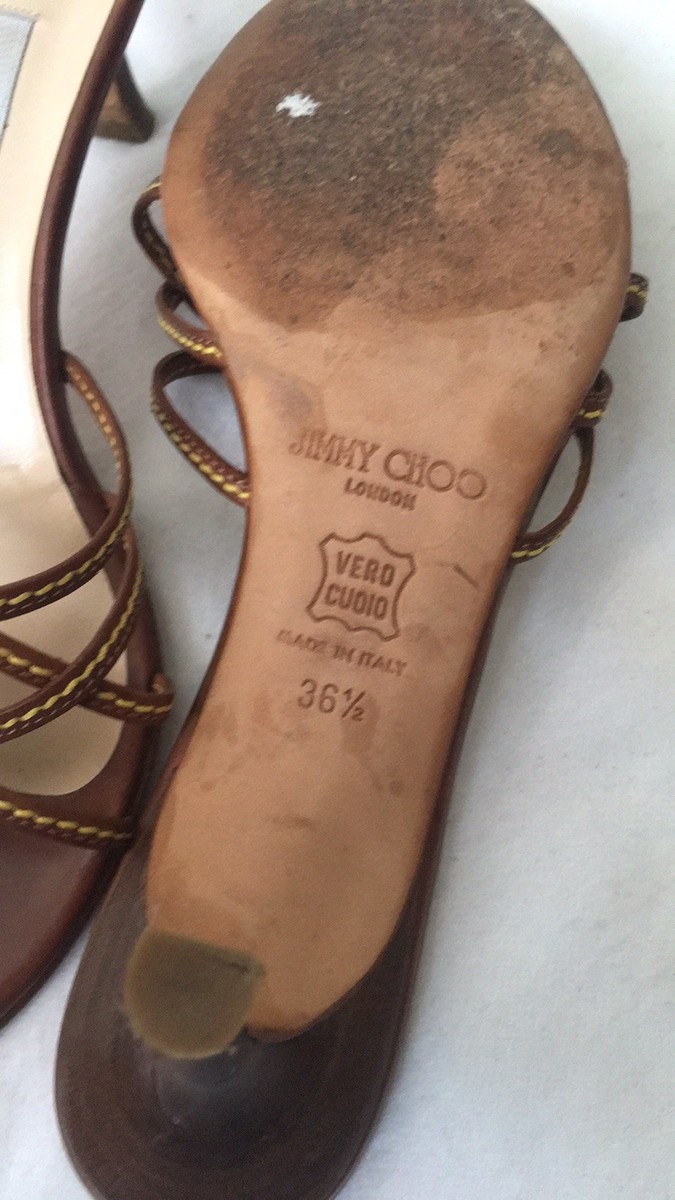 JIMMY CHOO
LONDON
VERO
CUOIO
MADE IN ITALY
36½